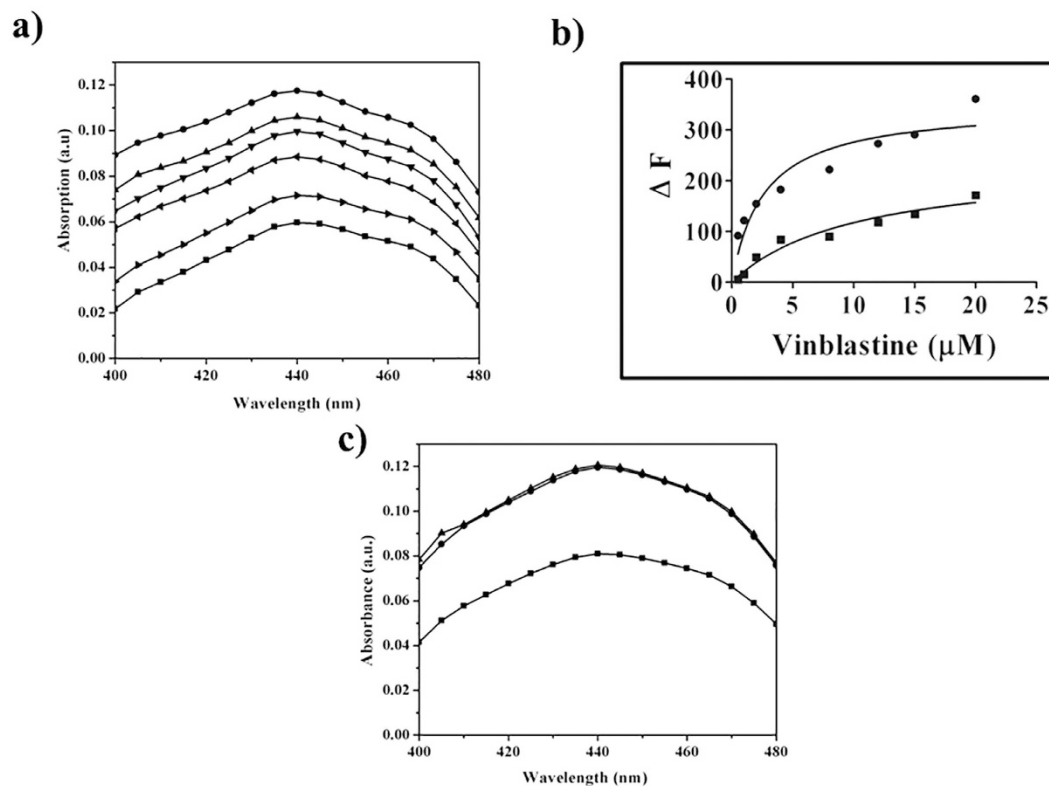 a)
0.12
0.10
0.08
0.06
0.04
0.02
0.00
400 420 440 460 480
Absorption (a.u)
Wavelength (nm)
b)
400
300
200
100
0
0 5 10 15 20 25
Δ F
Vinblastine (μM)
c)
0.12
0.10
0.08
0.06
0.04
0.02
0.00
400 420 440 460 480
Absorbance (a.u.)
Wavelength (nm)